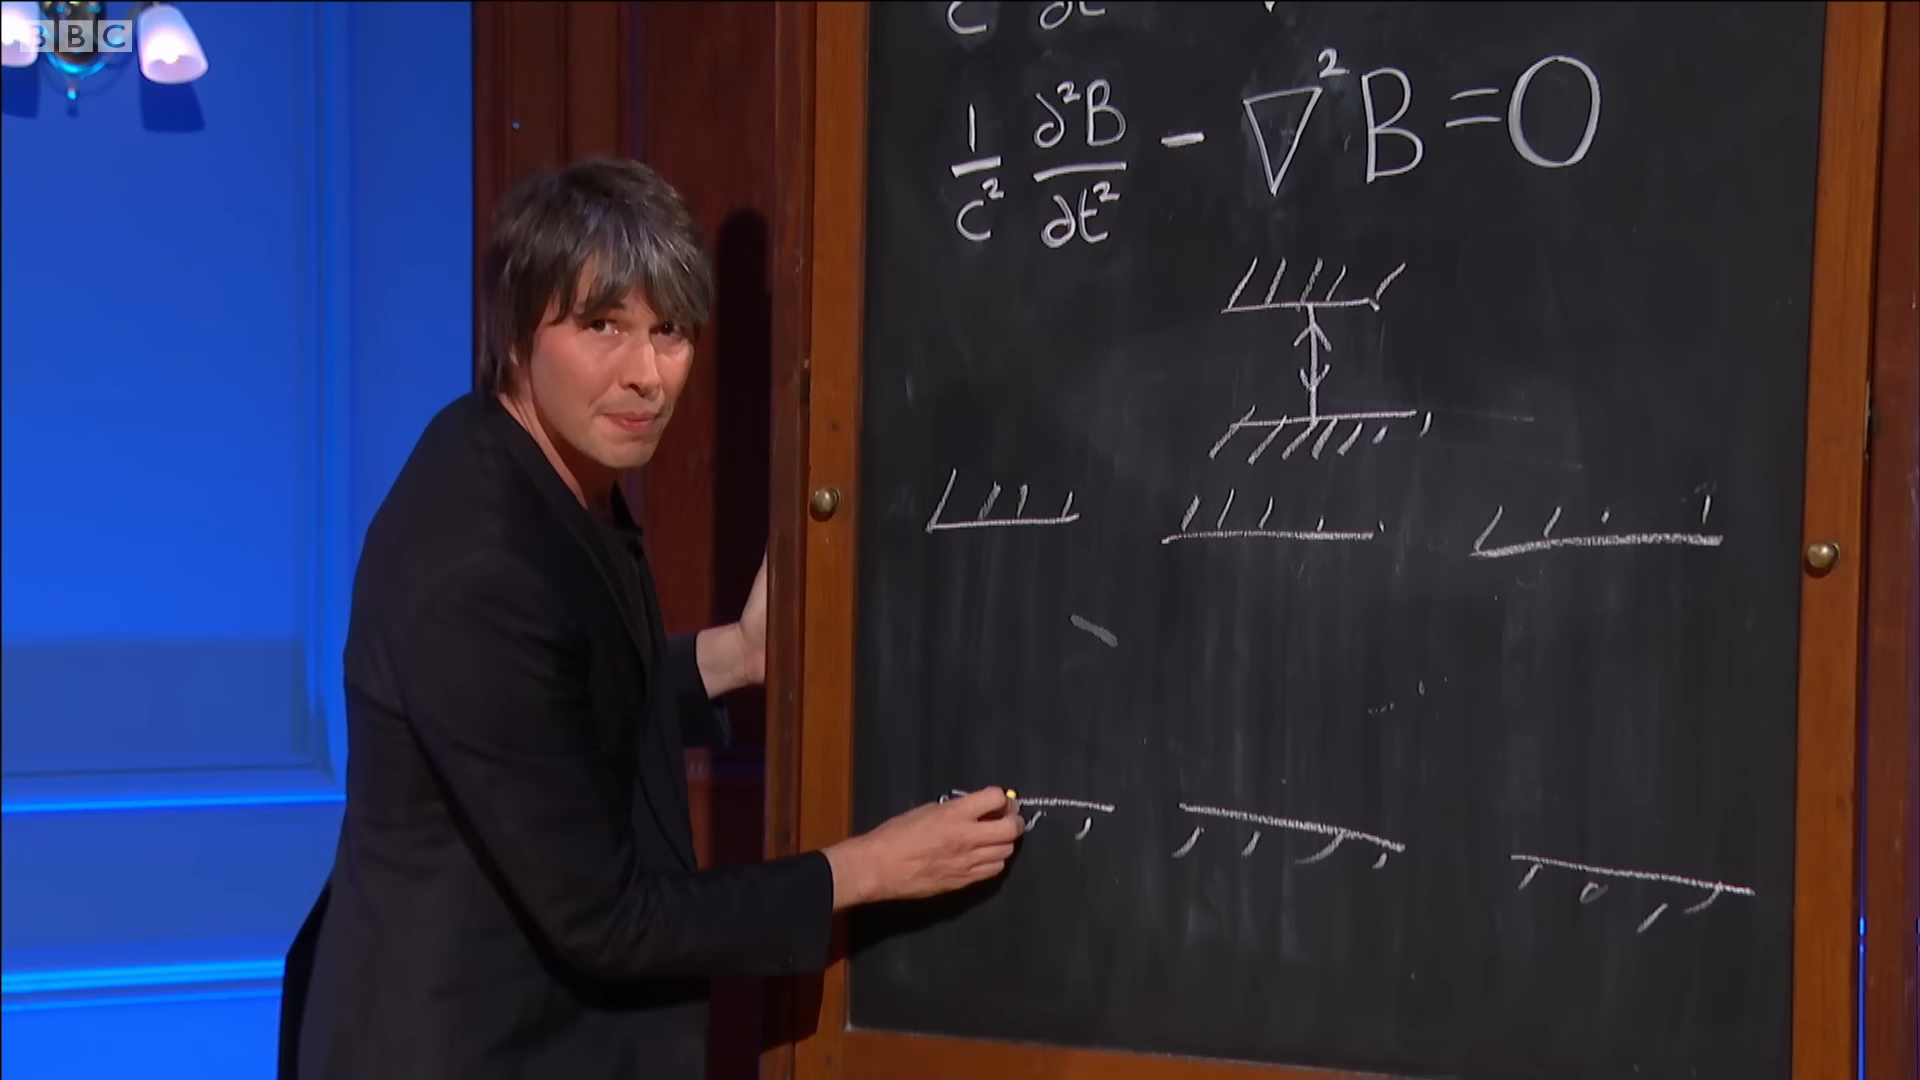 BBC
c ∂t
1/c² ∂²B/∂t² - ∇²B = 0